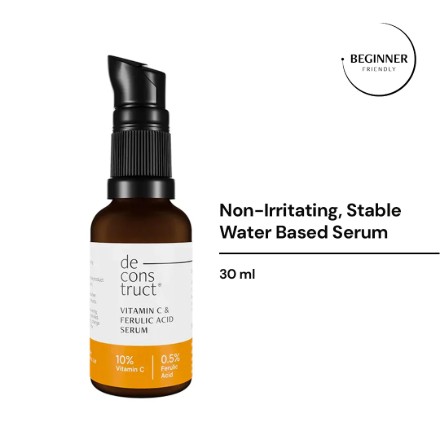 BEGINNER
FRIENDLY
Non-Irritating, Stable
Water Based Serum
30 ml
de
cons
truct®
VITAMIN C &
FERULIC ACID
SERUM
10%
Vitamin C
0.5%
Ferulic
Acid